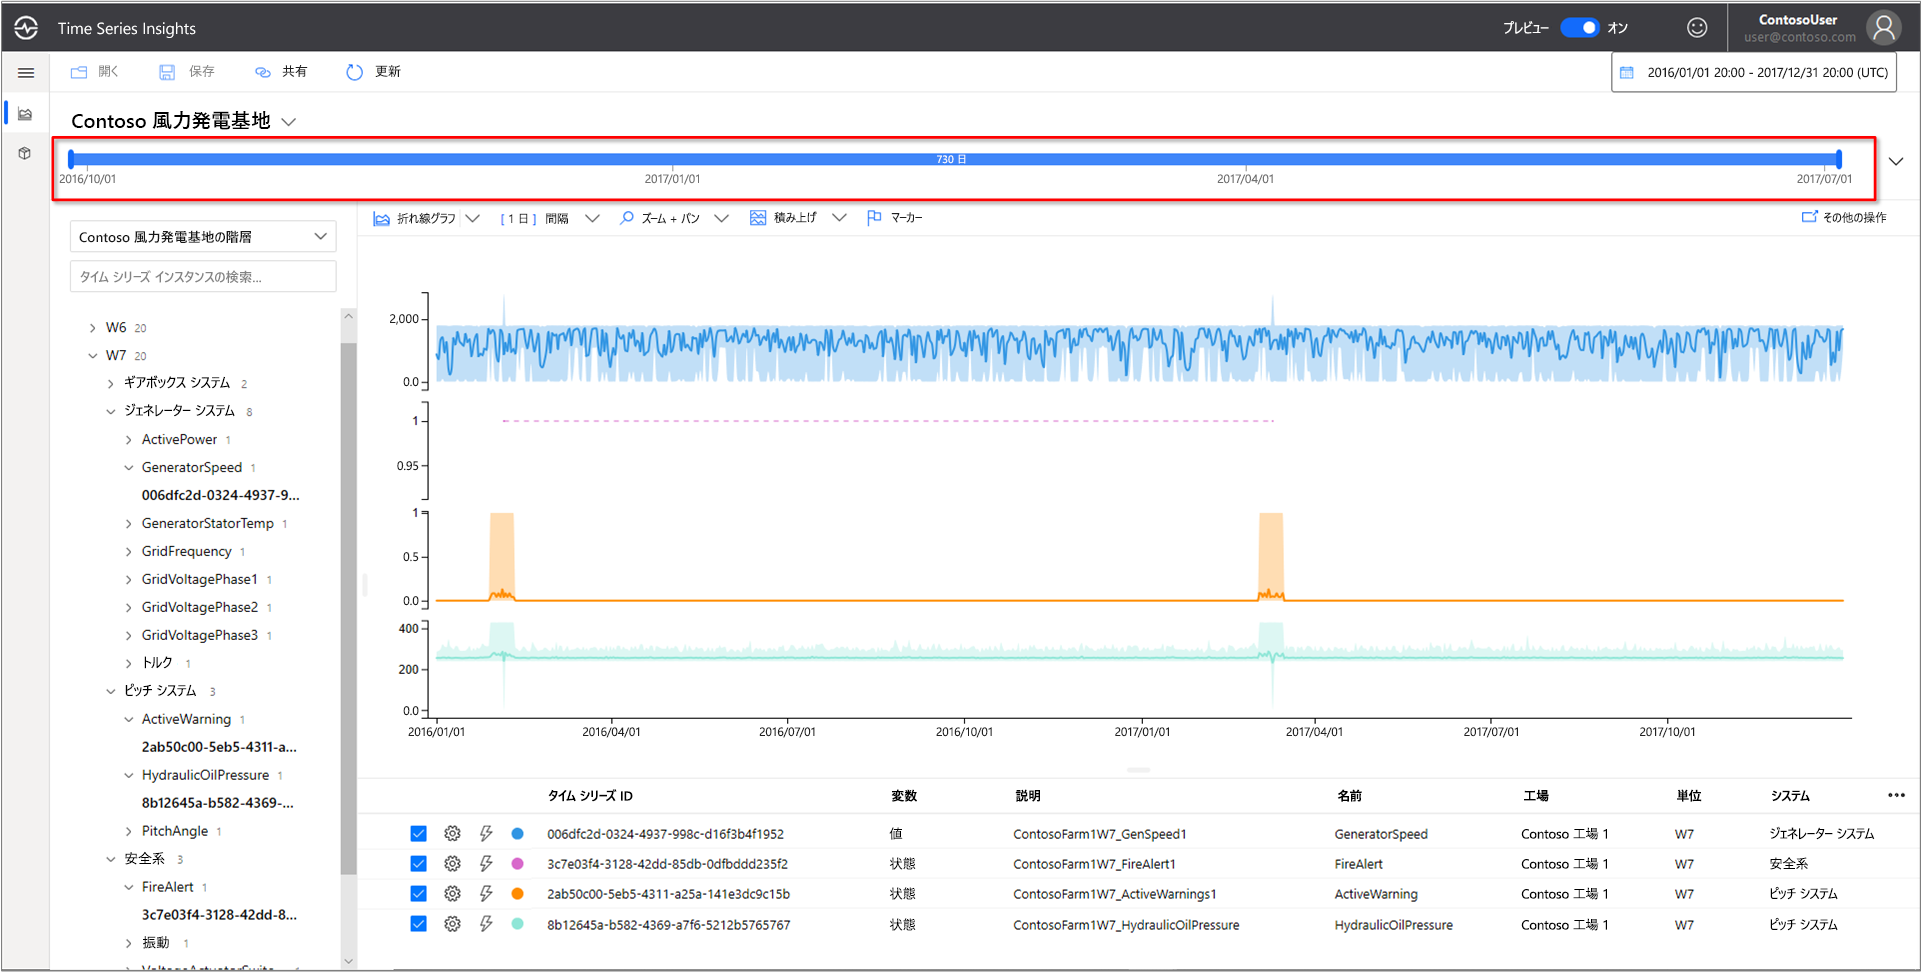 Time Series Insights
プレビュー オン
ContosoUser
user@contoso.com
開く 保存 共有 更新
2016/01/01 20:00 - 2017/12/31 20:00 (UTC)
Contoso 風力発電基地
730 日
2016/10/01 2017/01/01 2017/04/01 2017/07/01
折れ線グラフ [ 1 日 ] 間隔 ズーム + パン 積み上げ マーカー その他の操作
Contoso 風力発電基地の階層
タイム シリーズ インスタンスの検索...
W6 20
W7 20
ギアボックス システム 2
ジェネレーター システム 8
ActivePower 1
GeneratorSpeed 1
006dfc2d-0324-4937-9...
GeneratorStatorTemp 1
GridFrequency 1
GridVoltagePhase1 1
GridVoltagePhase2 1
GridVoltagePhase3 1
トルク 1
ピッチ システム 3
ActiveWarning 1
2ab50c00-5eb5-4311-a...
HydraulicOilPressure 1
8b12645a-b582-4369-...
PitchAngle 1
安全系 3
FireAlert 1
3c7e03f4-3128-42dd-8...
振動 1
2,000
0.0
1
0.95
1
0.5
0.0
400
200
0.0
2016/01/01 2016/04/01 2016/07/01 2016/10/01 2017/01/01 2017/04/01 2017/07/01 2017/10/01
タイム シリーズ ID 変数 説明 名前 工場 単位 システム
006dfc2d-0324-4937-998c-d16f3b4f1952 値 ContosoFarm1W7_GenSpeed1 GeneratorSpeed Contoso 工場 1 W7 ジェネレーター システム
3c7e03f4-3128-42dd-85db-0dfbddd235f2 状態 ContosoFarm1W7_FireAlert1 FireAlert Contoso 工場 1 W7 安全系
2ab50c00-5eb5-4311-a25a-141e3dc9c15b 状態 ContosoFarm1W7_ActiveWarnings1 ActiveWarning Contoso 工場 1 W7 ピッチ システム
8b12645a-b582-4369-a7f6-5212b5765767 状態 ContosoFarm1W7_HydraulicOilPressure HydraulicOilPressure Contoso 工場 1 W7 ピッチ システム